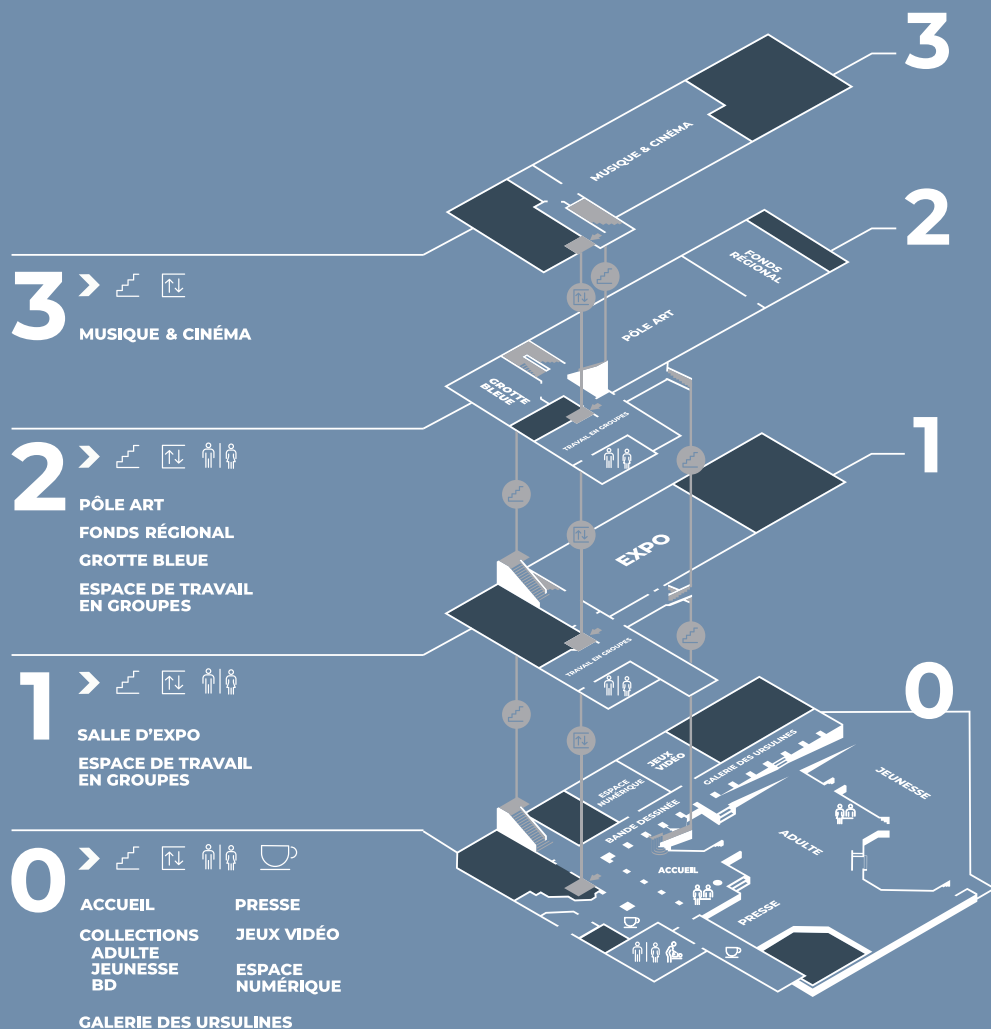 3
MUSIQUE & CINÉMA
2
FONDS
RÉGIONAL
PÔLE ART
GROTTE
BLEUE
TRAVAIL EN GROUPES
1
EXPO
TRAVAIL EN GROUPES
0
JEUX
VIDÉO
GALERIE DES URSULINES
ESPACE
NUMÉRIQUE
BANDE DESSINÉE
JEUNESSE
ADULTE
ACCUEIL
PRESSE
3
MUSIQUE & CINÉMA
2
PÔLE ART
FONDS RÉGIONAL
GROTTE BLEUE
ESPACE DE TRAVAIL
EN GROUPES
1
SALLE D'EXPO
ESPACE DE TRAVAIL
EN GROUPES
0
ACCUEIL
COLLECTIONS
ADULTE
JEUNESSE
BD
GALERIE DES URSULINES
PRESSE
JEUX VIDÉO
ESPACE
NUMÉRIQUE